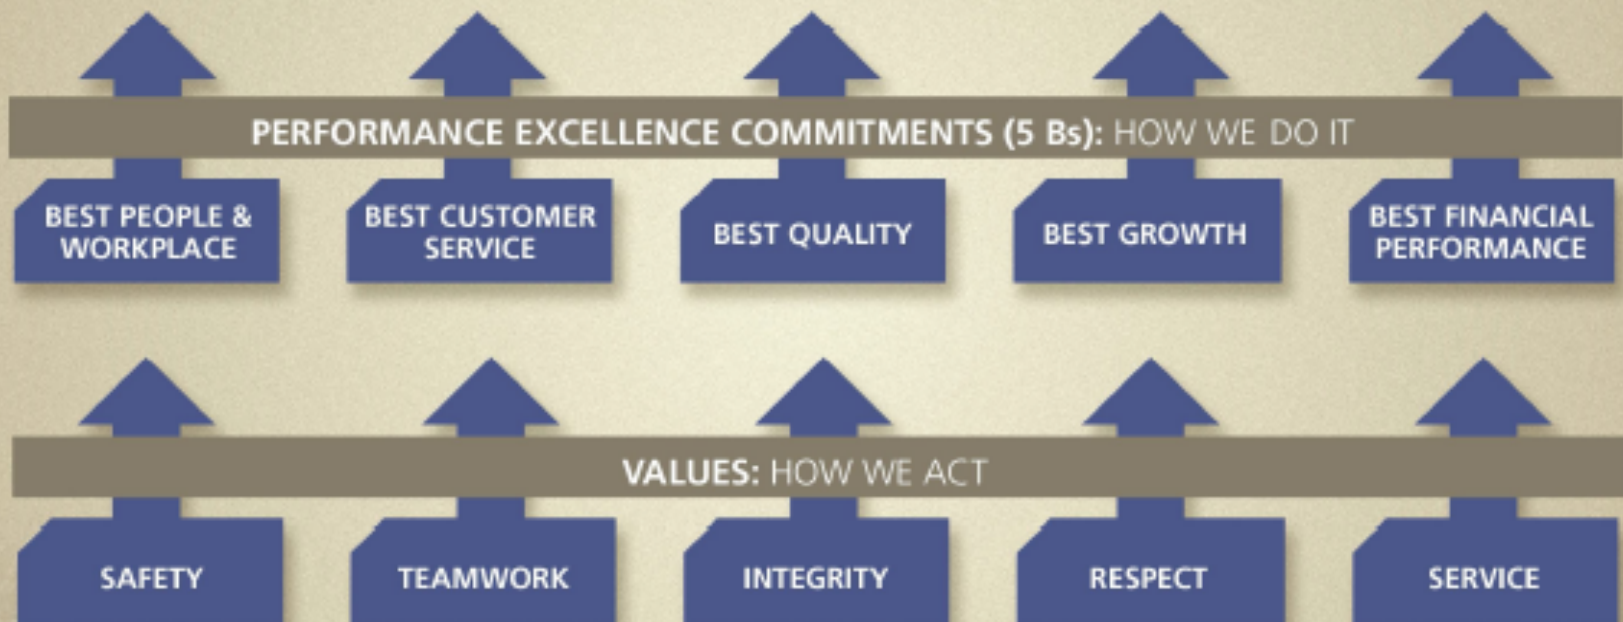 PERFORMANCE EXCELLENCE COMMITMENTS (5 Bs): HOW WE DO IT
BEST PEOPLE &
WORKPLACE
BEST CUSTOMER
SERVICE
BEST QUALITY
BEST GROWTH
BEST FINANCIAL
PERFORMANCE
VALUES: HOW WE ACT
SAFETY
TEAMWORK
INTEGRITY
RESPECT
SERVICE